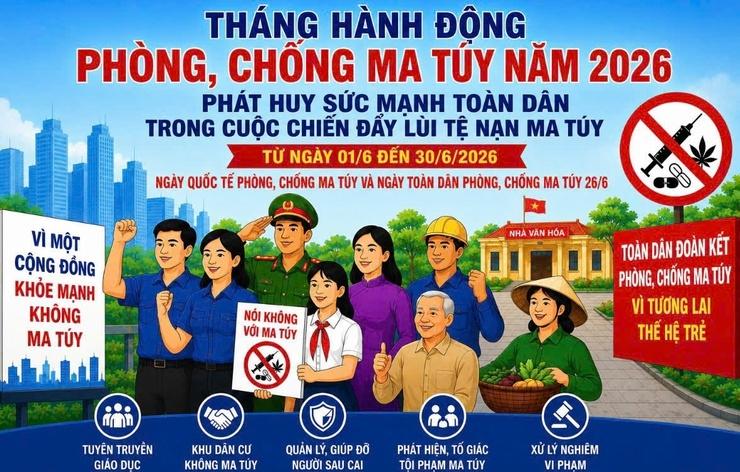 THÁNG HÀNH ĐỘNG
PHÒNG, CHỐNG MA TÚY NĂM 2026
PHÁT HUY SỨC MẠNH TOÀN DÂN
TRONG CUỘC CHIẾN ĐẨY LÙI TỆ NẠN MA TÚY
TỪ NGÀY 01/6 ĐẾN 30/6/2026
NGÀY QUỐC TẾ PHÒNG, CHỐNG MA TÚY VÀ NGÀY TOÀN DÂN PHÒNG, CHỐNG MA TÚY 26/6
VÌ MỘT
CỘNG ĐỒNG
KHỎE MẠNH
KHÔNG
MA TÚY
NÓI KHÔNG
VỚI MA TÚY
NHÀ VĂN HÓA
TOÀN DÂN ĐOÀN KẾT
PHÒNG, CHỐNG MA TÚY
VÌ TƯƠNG LAI
THẾ HỆ TRẺ
TUYÊN TRUYỀN
GIÁO DỤC
KHU DÂN CƯ
KHÔNG MA TÚY
QUẢN LÝ, GIÚP ĐỠ
NGƯỜI SAU CAI
PHÁT HIỆN, TỐ GIÁC
TỘI PHẠM MA TÚY
XỬ LÝ NGHIÊM
VI PHẠM